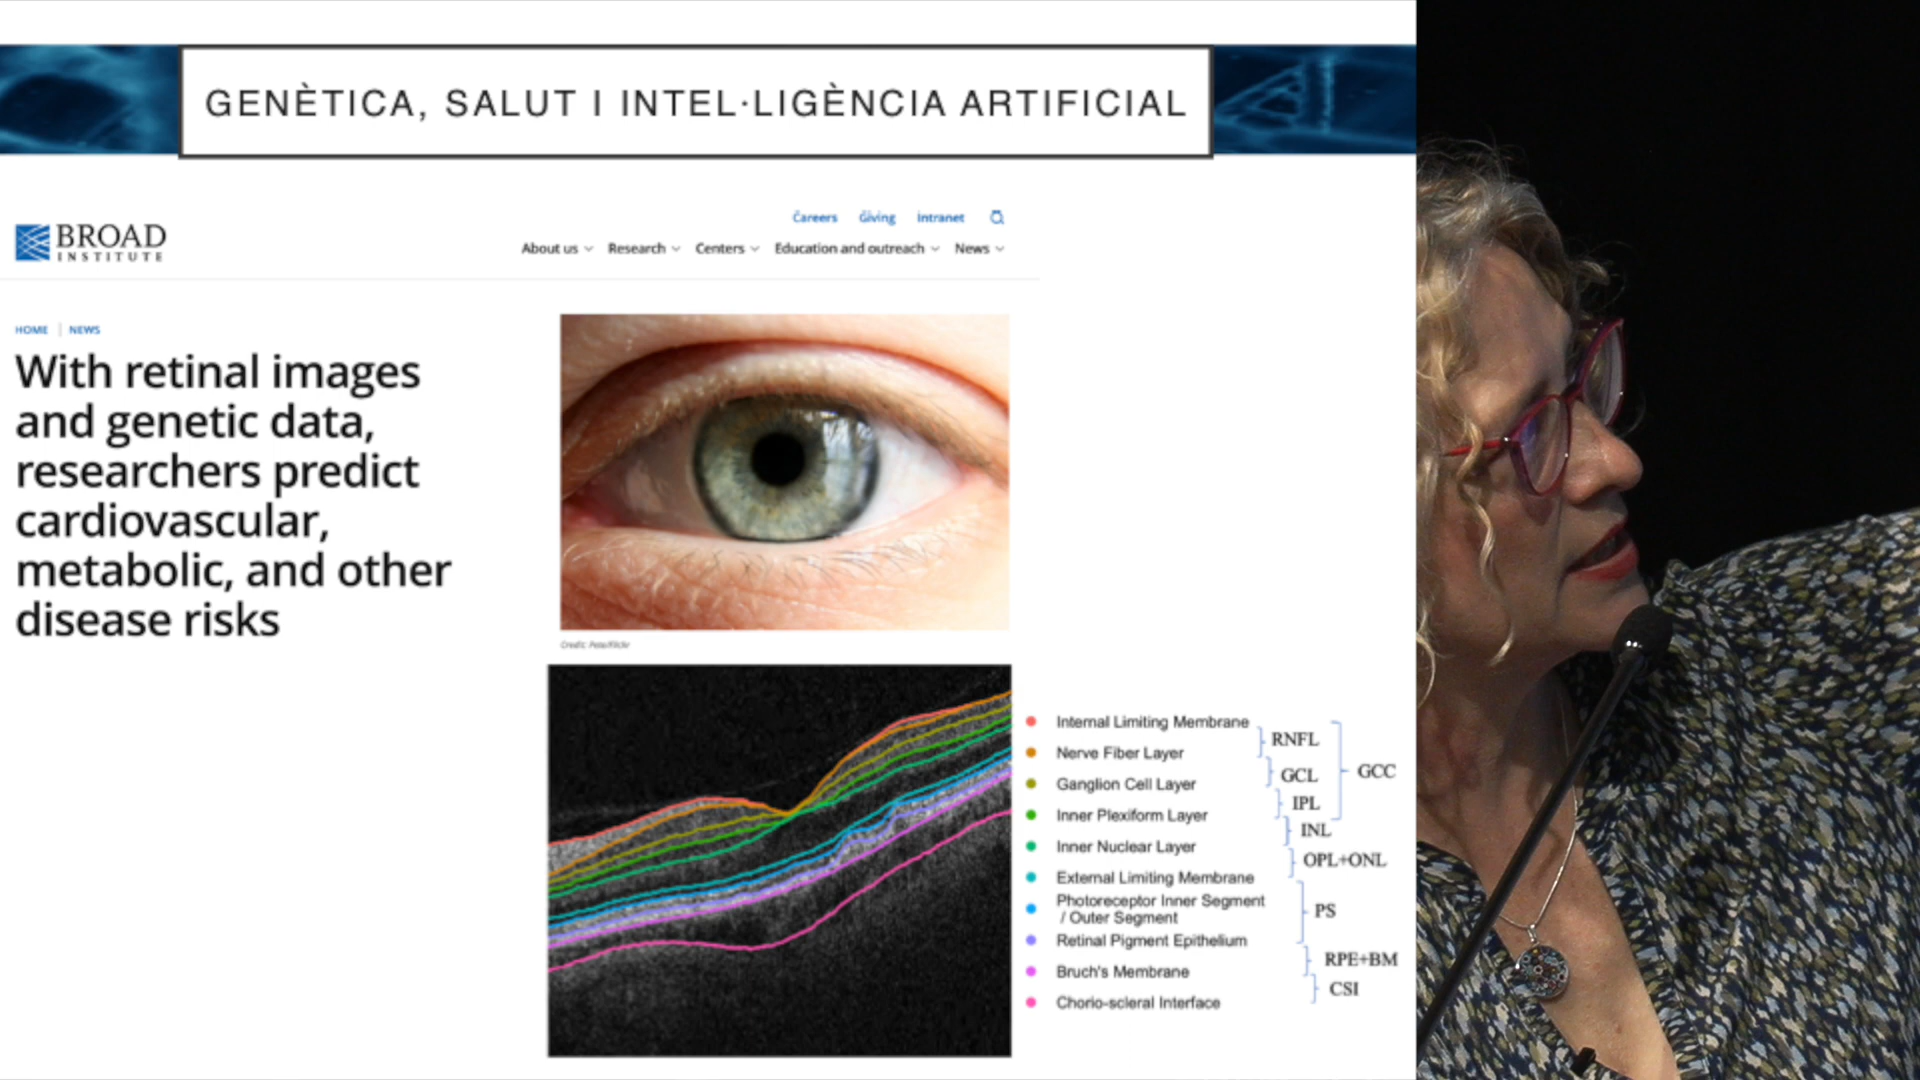 GENÈTICA, SALUT I INTEL·LIGÈNCIA ARTIFICIAL
BROAD
INSTITUTE
Careers Giving Intranet
About us Research Centers Education and outreach News
HOME | NEWS
With retinal images
and genetic data,
researchers predict
cardiovascular,
metabolic, and other
disease risks
Credit: Pete/Flickr
Internal Limiting Membrane
Nerve Fiber Layer
Ganglion Cell Layer
Inner Plexiform Layer
Inner Nuclear Layer
External Limiting Membrane
Photoreceptor Inner Segment
/ Outer Segment
Retinal Pigment Epithelium
Bruch's Membrane
Chorio-scleral Interface
RNFL
GCL
IPL
INL
OPL+ONL
PS
RPE+BM
CSI
GCC